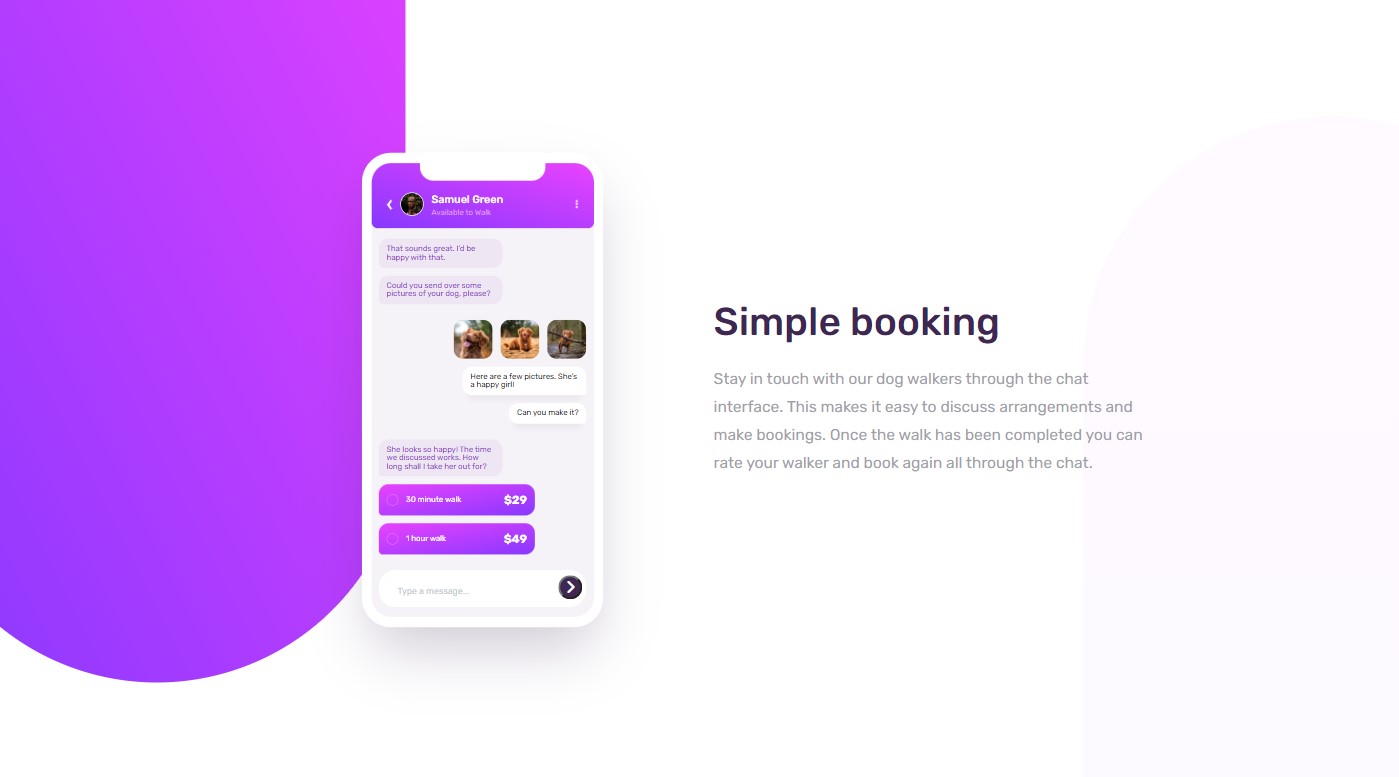 Samuel Green
Available to Walk
That sounds great. I'd be
happy with that.
Could you send over some
pictures of your dog, please?
Here are a few pictures. She's
a happy girl!
Can you make it?
She looks so happy! The time
we discussed works. How
long shall I take her out for?
30 minute walk $29
1 hour walk $49
Type a message...
Simple booking
Stay in touch with our dog walkers through the chat
interface. This makes it easy to discuss arrangements and
make bookings. Once the walk has been completed you can
rate your walker and book again all through the chat.